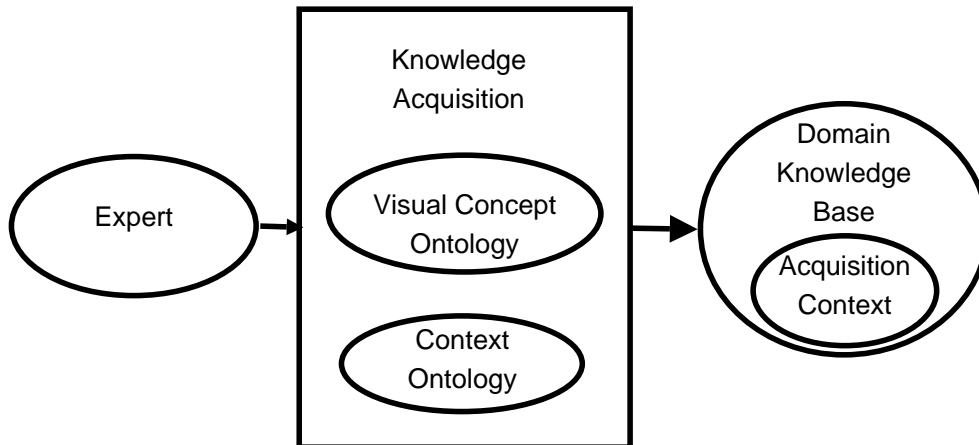 Knowledge
Acquisition
Expert
Visual Concept
Ontology
Context
Ontology
Domain
Knowledge
Base
Acquisition
Context